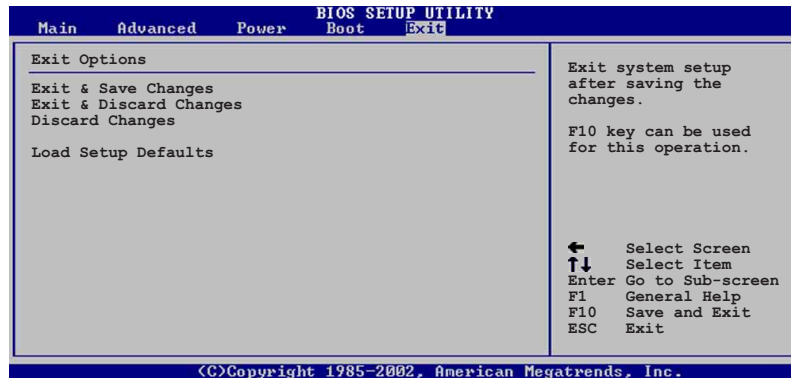 BIOS SETUP UTILITY
Main Advanced Power Boot Exit
Exit Options
Exit & Save Changes
Exit & Discard Changes
Discard Changes
Load Setup Defaults
Exit system setup
after saving the
changes.
F10 key can be used
for this operation.
← Select Screen
↑↓ Select Item
Enter Go to Sub-screen
F1 General Help
F10 Save and Exit
ESC Exit
(C)Copyright 1985-2002, American Megatrends, Inc.